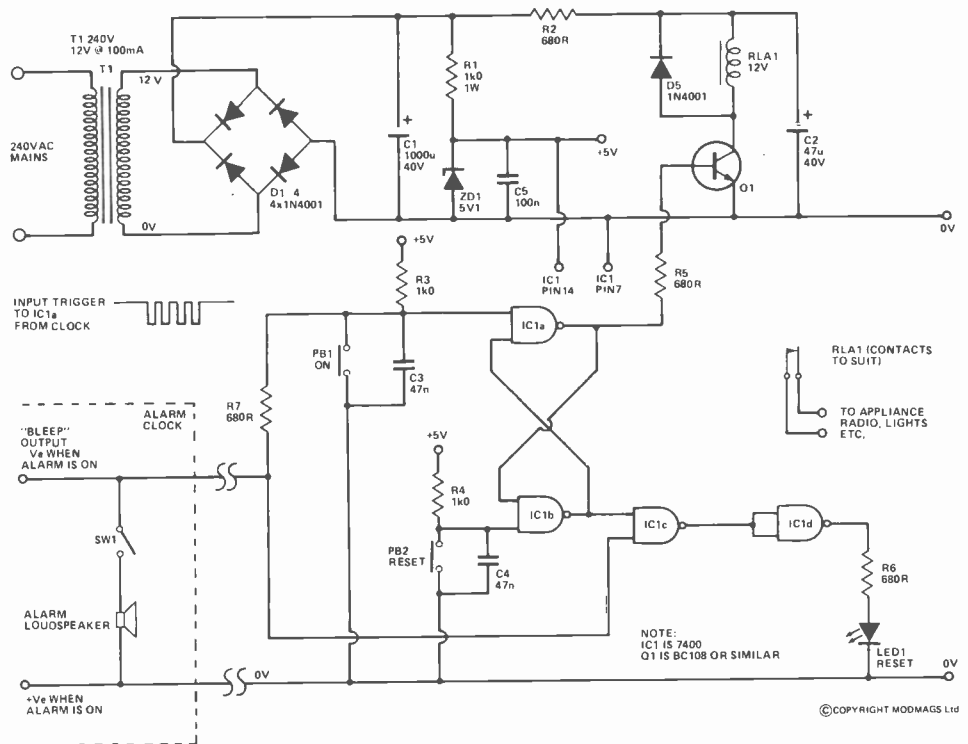 T1 240V
12V @ 100mA
T1
12 V
240VAC
MAINS
0V
D1 4
4x1N4001
+
C1
1000u
40V
R1
1k0
1W
ZD1
5V1
C5
100n
R2
680R
+5V
D5
1N4001
RLA1
12V
Q1
+
C2
47u
40V
0V
IC1
PIN14
IC1
PIN7
R5
680R
+5V
R3
1k0
INPUT TRIGGER
TO IC1a
FROM CLOCK
PB1
ON
C3
47n
IC1a
RLA1 (CONTACTS
TO SUIT)
TO APPLIANCE
RADIO, LIGHTS
ETC.
R7
680R
ALARM
CLOCK
"BLEEP"
OUTPUT
Ve WHEN
ALARM IS ON
SW1
ALARM
LOUDSPEAKER
+Ve WHEN
ALARM IS ON
0V
+5V
R4
1k0
PB2
RESET
C4
47n
IC1b
IC1c
IC1d
R6
680R
LED1
RESET
0V
NOTE:
IC1 IS 7400
Q1 IS BC108 OR SIMILAR
©COPYRIGHT MODMAGS Ltd